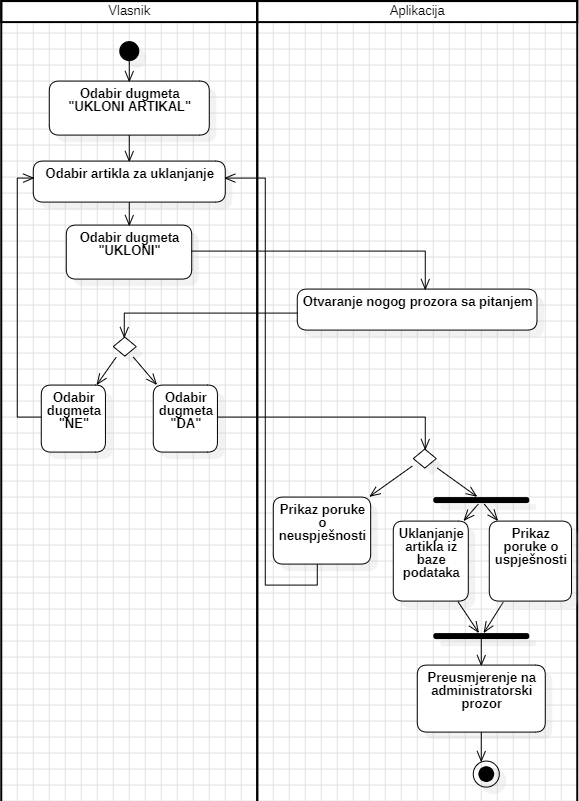 Vlasnik
Aplikacija
Odabir dugmeta
"UKLONI ARTIKAL"
Odabir artikla za uklanjanje
Odabir dugmeta
"UKLONI"
Otvaranje nogog prozora sa pitanjem
Odabir
dugmeta
"NE"
Odabir
dugmeta
"DA"
Prikaz poruke
o
neuspješnosti
Uklanjanje
artikla iz
baze
podataka
Prikaz
poruke o
uspješnosti
Preusmjerenje na
administratorski
prozor